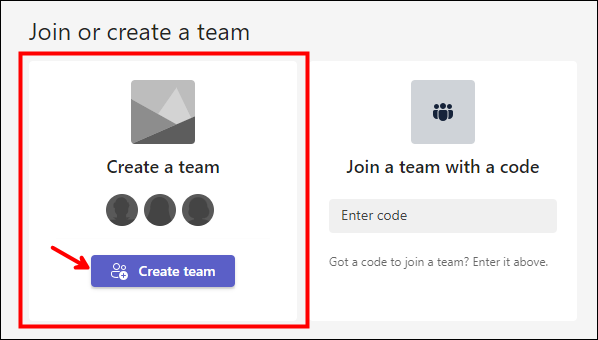 Join or create a team
Create a team
Create team
Join a team with a code
Enter code
Got a code to join a team? Enter it above.